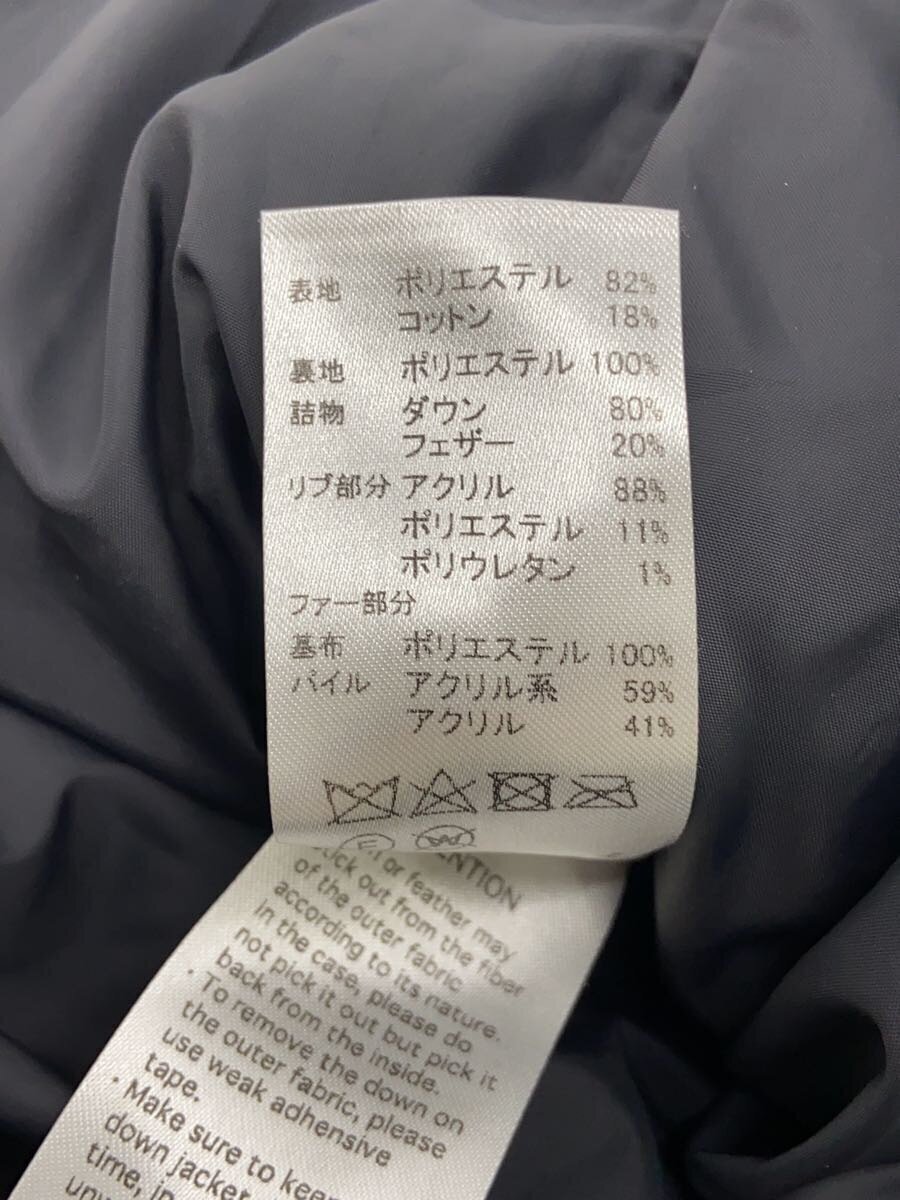 表地 ポリエステル 82%
コットン 18%
裏地 ポリエステル 100%
詰物 ダウン 80%
フェザー 20%
リブ部分 アクリル 88%
ポリエステル 11%
ポリウレタン 1%
ファー部分
基布 ポリエステル 100%
パイル アクリル系 59%
アクリル 41%
F W
or feather may
out from the fiber
of the outer fabric
according to its nature.
In the case, please do
not pick it out but pick it
back from the inside.
· To remove the down on
the outer fabric, please
use weak adhensive
tape.
· Make sure to keep
down jacket
time,